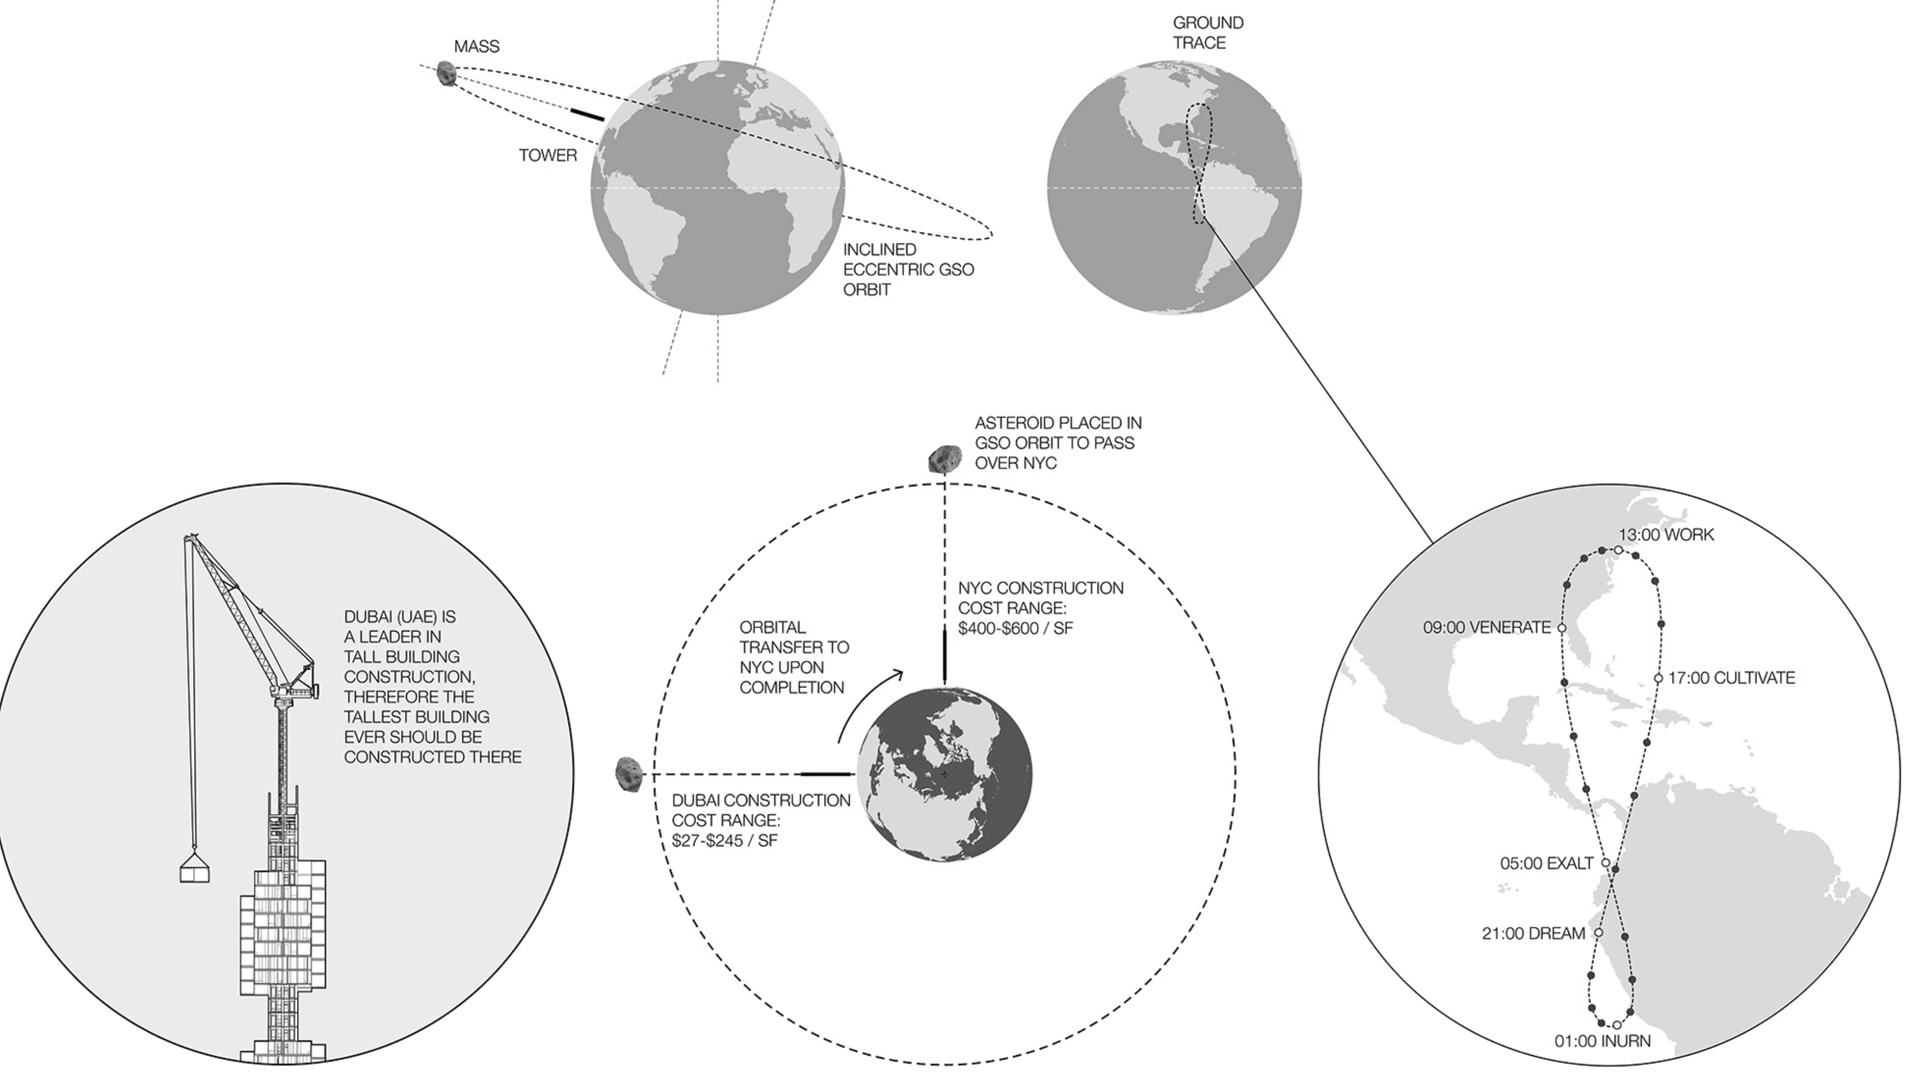 MASS
TOWER
INCLINED
ECCENTRIC GSO
ORBIT
GROUND
TRACE
DUBAI (UAE) IS
A LEADER IN
TALL BUILDING
CONSTRUCTION,
THEREFORE THE
TALLEST BUILDING
EVER SHOULD BE
CONSTRUCTED THERE
ASTEROID PLACED IN
GSO ORBIT TO PASS
OVER NYC
NYC CONSTRUCTION
COST RANGE:
$400-$600 / SF
ORBITAL
TRANSFER TO
NYC UPON
COMPLETION
DUBAI CONSTRUCTION
COST RANGE:
$27-$245 / SF
13:00 WORK
09:00 VENERATE
17:00 CULTIVATE
05:00 EXALT
21:00 DREAM
01:00 INURN